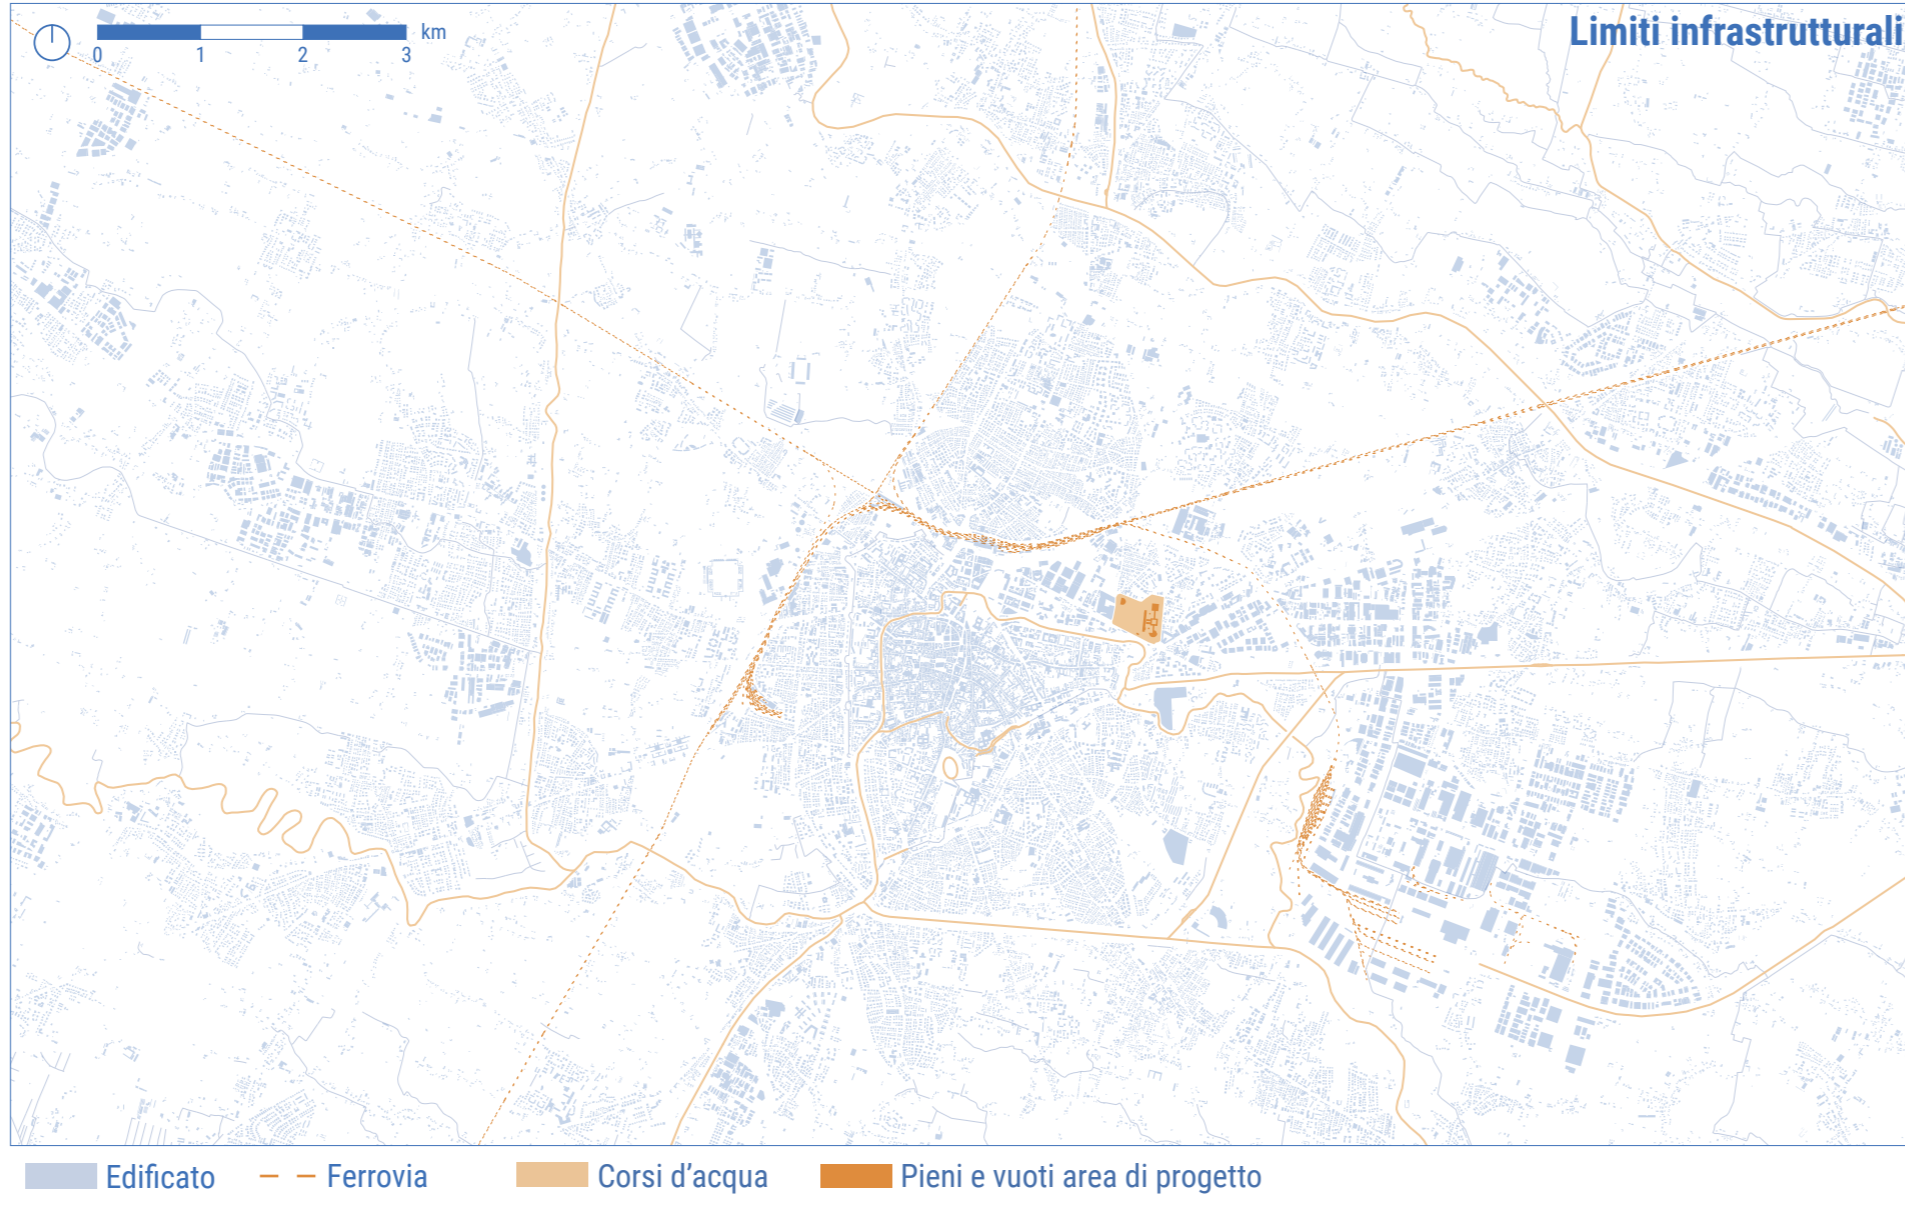 Limiti infrastrutturali
km
0 1 2 3
Edificato
Ferrovia
Corsi d'acqua
Pieni e vuoti area di progetto